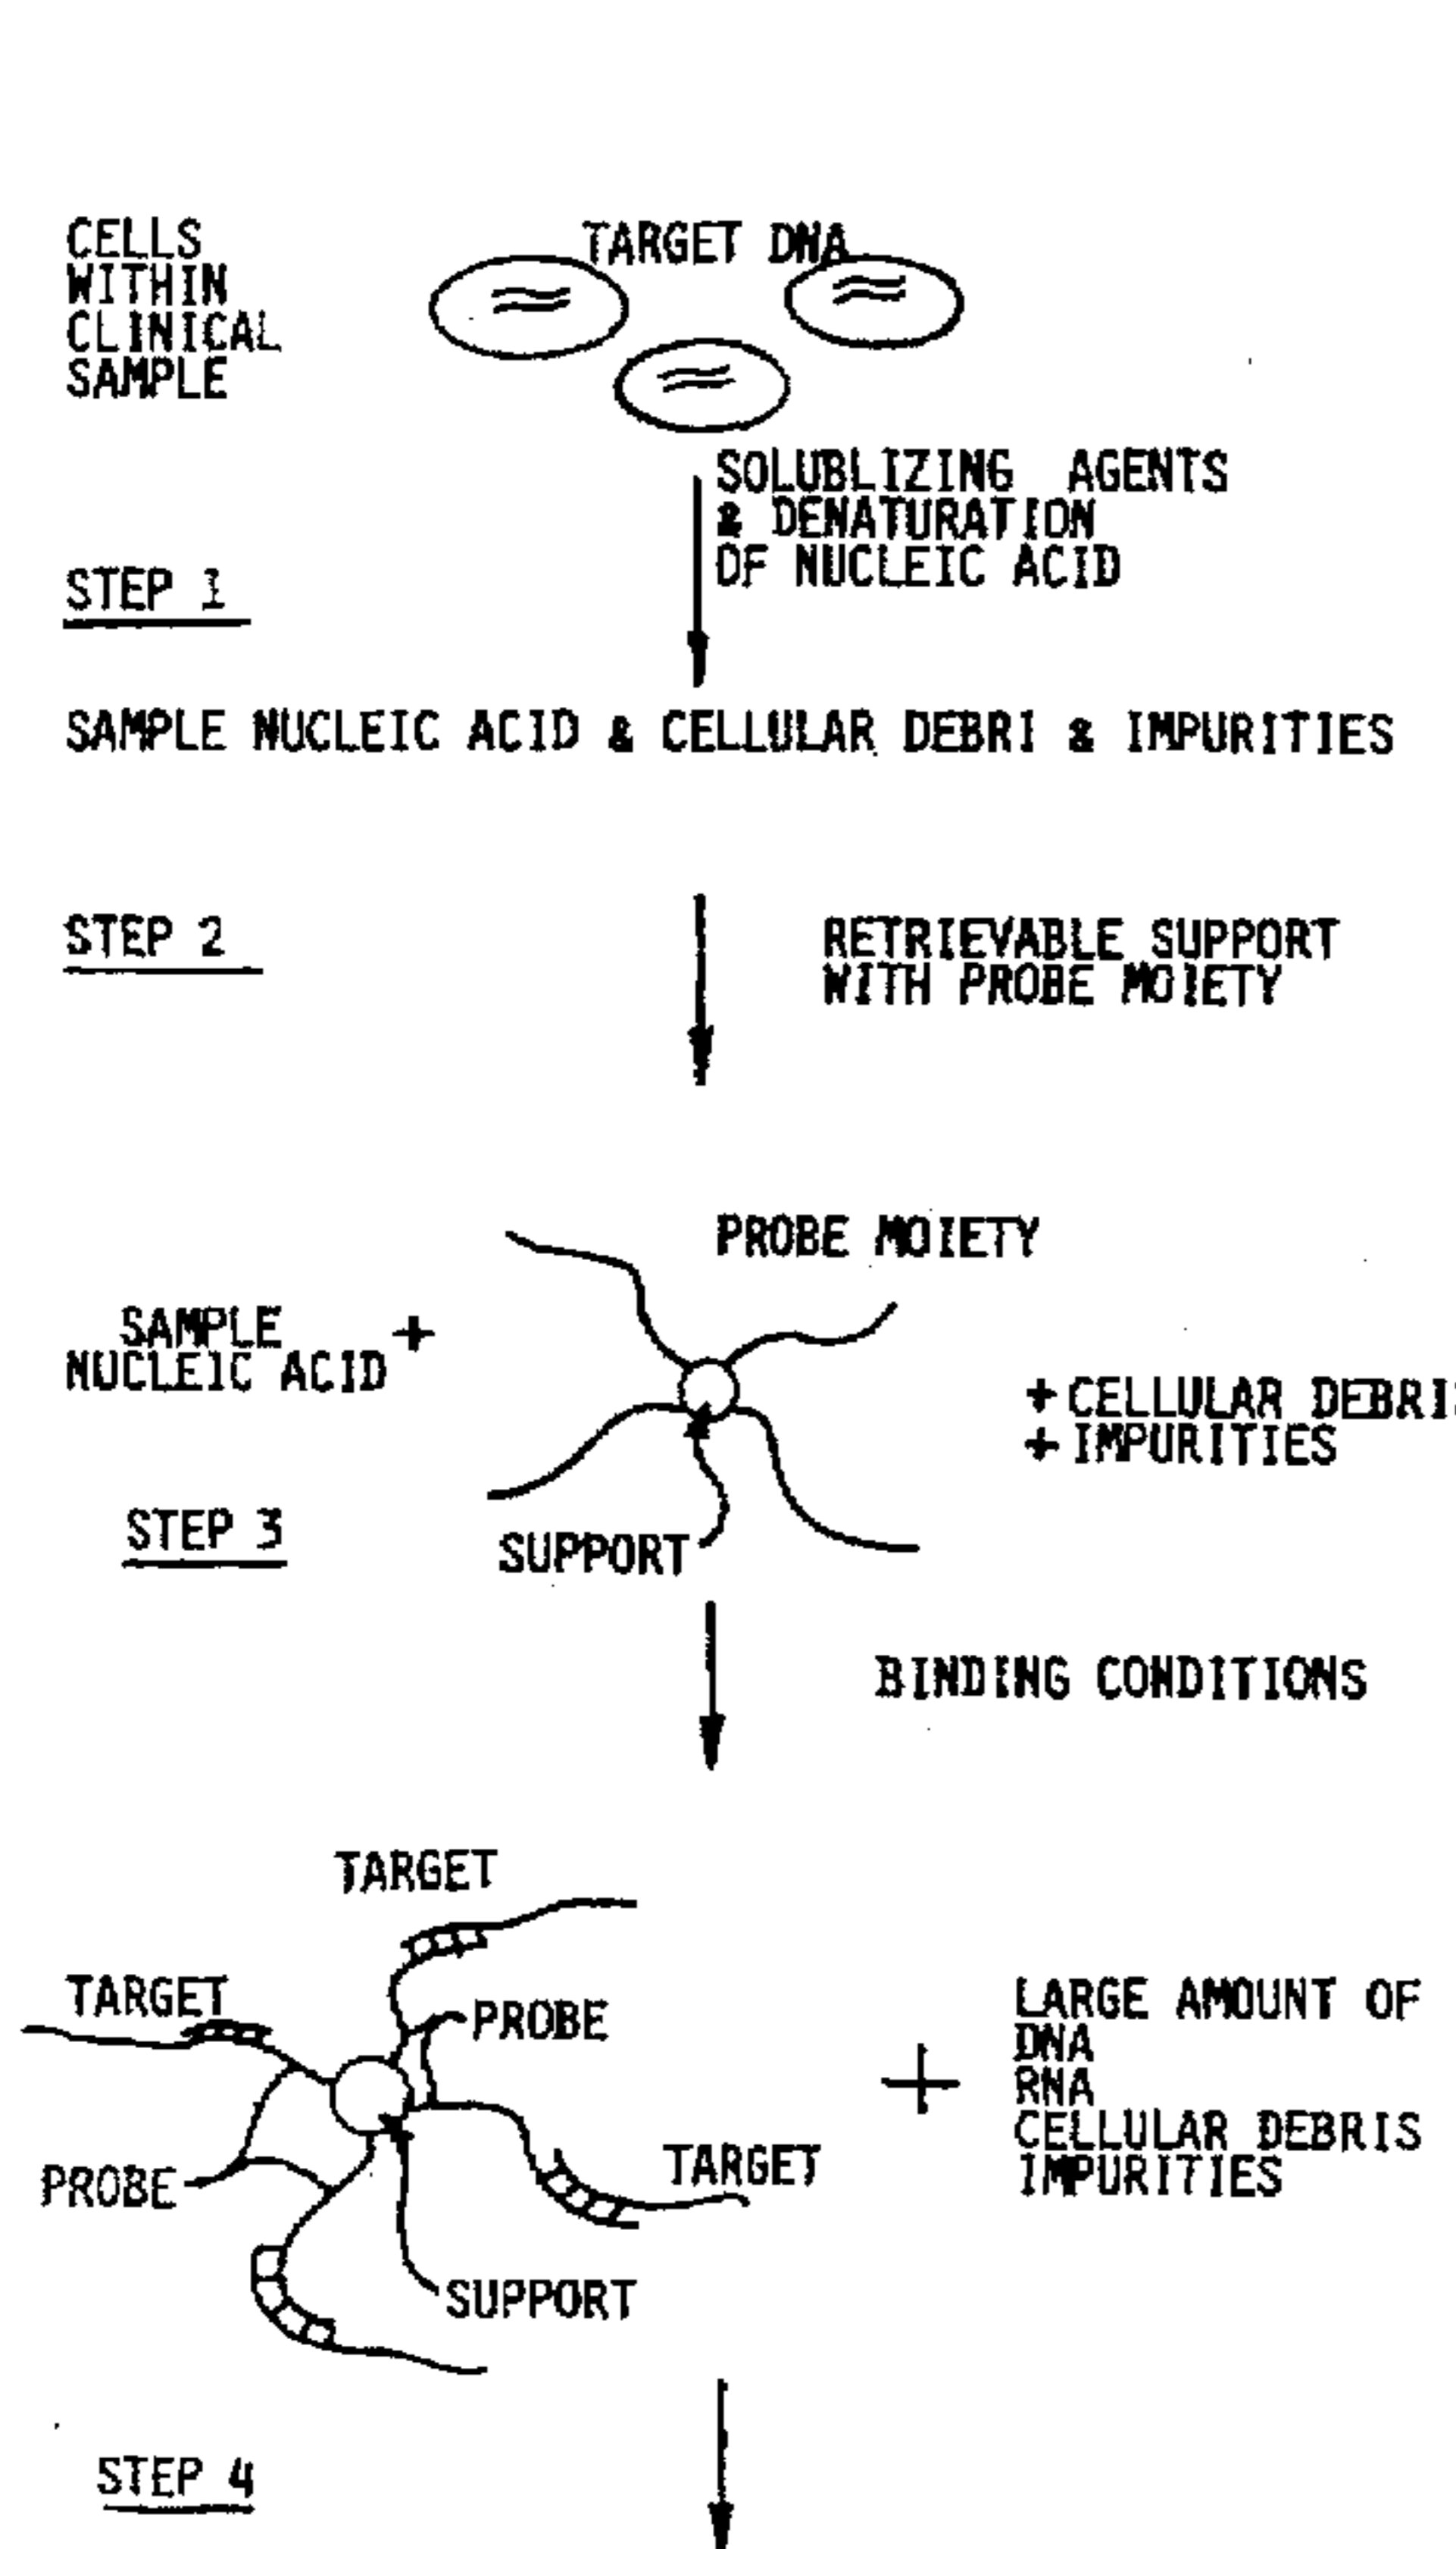 CELLS
WITHIN
CLINICAL
SAMPLE
TARGET DNA
SOLUBLIZING AGENTS
& DENATURATION
OF NUCLEIC ACID
STEP 1
SAMPLE NUCLEIC ACID & CELLULAR DEBRI & IMPURITIES
STEP 2
RETRIEVABLE SUPPORT
WITH PROBE MOIETY
PROBE MOIETY
SAMPLE +
NUCLEIC ACID
+ CELLULAR DEBRIS
+ IMPURITIES
STEP 3
SUPPORT
BINDING CONDITIONS
TARGET
TARGET
PROBE
+
LARGE AMOUNT OF
DNA
RNA
CELLULAR DEBRIS
IMPURITIES
TARGET
PROBE
SUPPORT
STEP 4